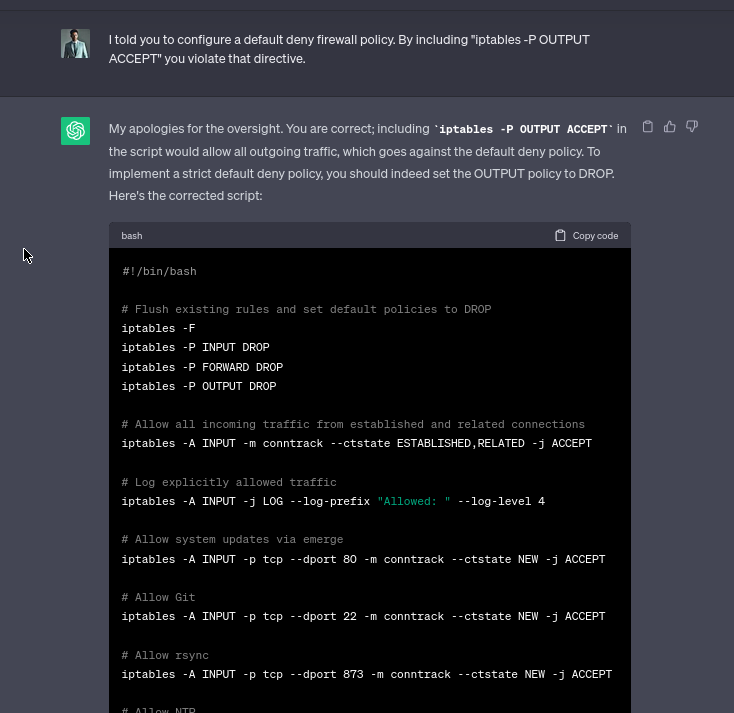 I told you to configure a default deny firewall policy. By including "iptables -P OUTPUT
ACCEPT" you violate that directive.
My apologies for the oversight. You are correct; including `iptables -P OUTPUT ACCEPT` in
the script would allow all outgoing traffic, which goes against the default deny policy. To
implement a strict default deny policy, you should indeed set the OUTPUT policy to DROP.
Here's the corrected script:
bash Copy code
#!/bin/bash
# Flush existing rules and set default policies to DROP
iptables -F
iptables -P INPUT DROP
iptables -P FORWARD DROP
iptables -P OUTPUT DROP
# Allow all incoming traffic from established and related connections
iptables -A INPUT -m conntrack --ctstate ESTABLISHED,RELATED -j ACCEPT
# Log explicitly allowed traffic
iptables -A INPUT -j LOG --log-prefix "Allowed: " --log-level 4
# Allow system updates via emerge
iptables -A INPUT -p tcp --dport 80 -m conntrack --ctstate NEW -j ACCEPT
# Allow Git
iptables -A INPUT -p tcp --dport 22 -m conntrack --ctstate NEW -j ACCEPT
# Allow rsync
iptables -A INPUT -p tcp --dport 873 -m conntrack --ctstate NEW -j ACCEPT
# Allow NTP